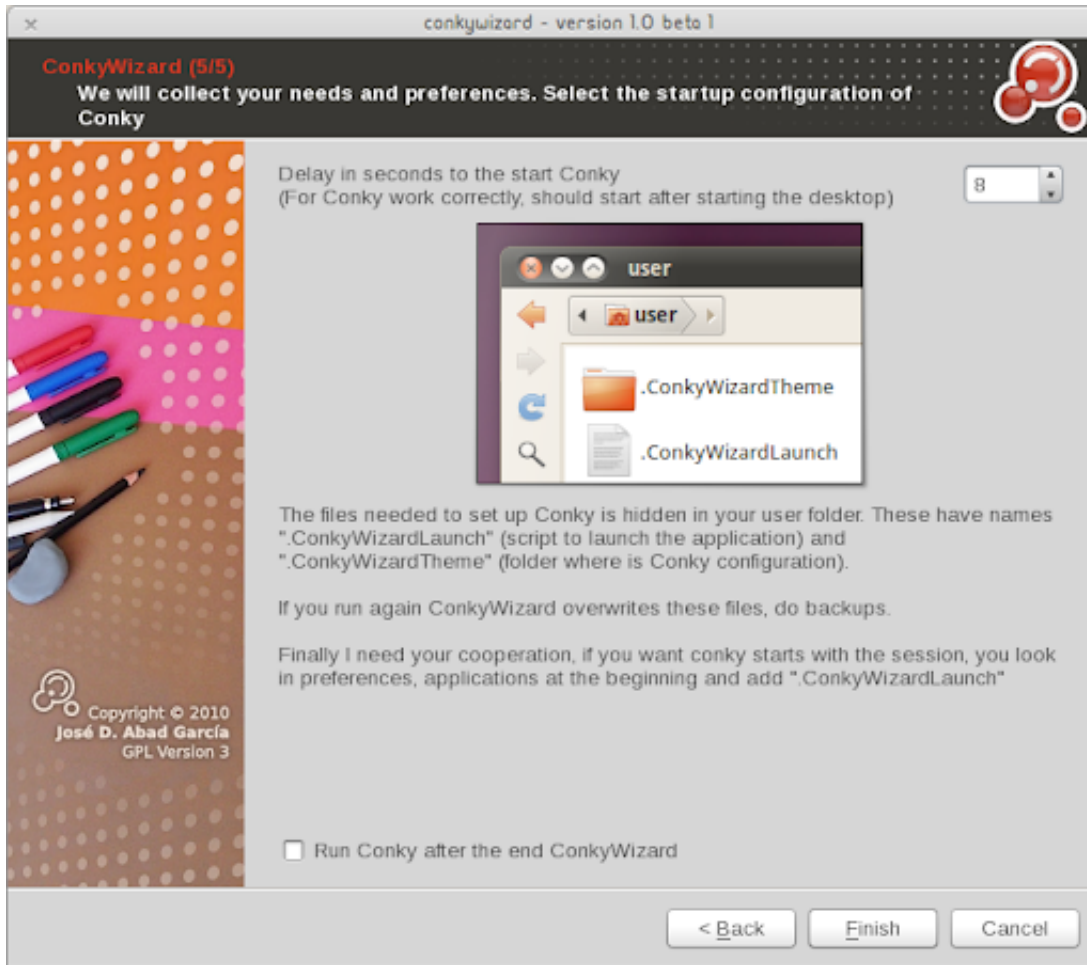 conkywizard - version 1.0 beta 1
ConkyWizard (5/5)
We will collect your needs and preferences. Select the startup configuration of
Conky
Delay in seconds to the start Conky
(For Conky work correctly, should start after starting the desktop)
8
user
user
.ConkyWizardTheme
.ConkyWizardLaunch
The files needed to set up Conky is hidden in your user folder. These have names
".ConkyWizardLaunch" (script to launch the application) and
".ConkyWizardTheme" (folder where is Conky configuration).
If you run again ConkyWizard overwrites these files, do backups.
Finally I need your cooperation, if you want conky starts with the session, you look
in preferences, applications at the beginning and add ".ConkyWizardLaunch"
Copyright © 2010
José D. Abad García
GPL Version 3
Run Conky after the end ConkyWizard
< Back
Finish
Cancel